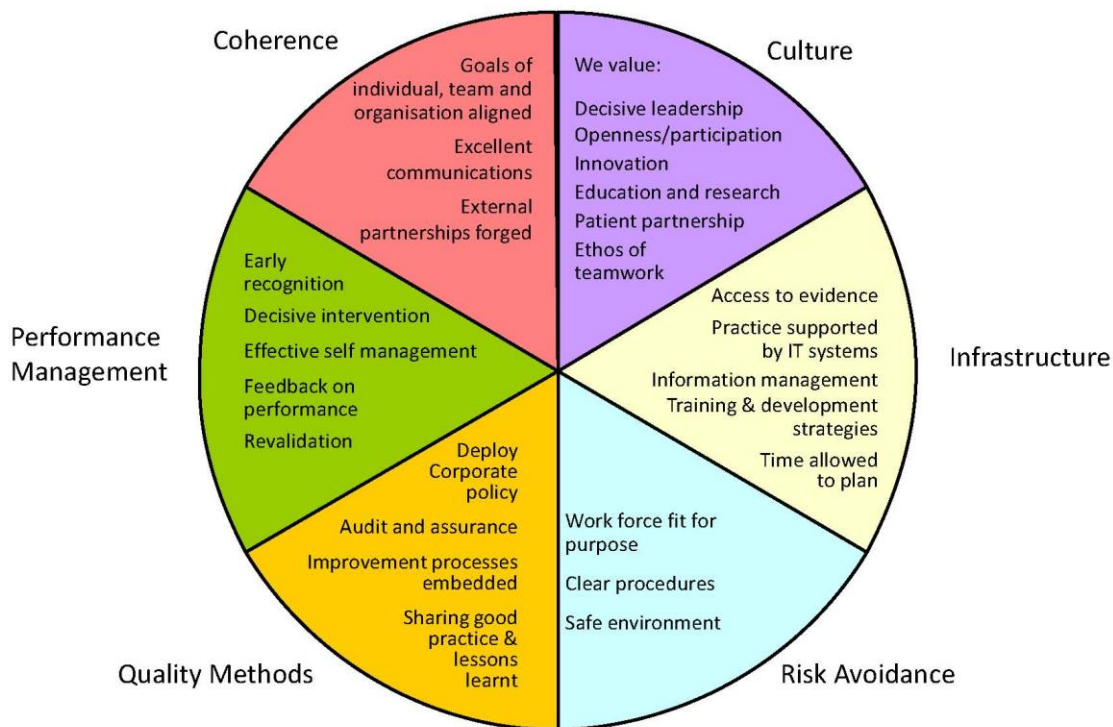 Coherence
Goals of
individual, team and
organisation aligned
Excellent
communications
External
partnerships forged
Culture
We value:
Decisive leadership
Openness/participation
Innovation
Education and research
Patient partnership
Ethos of
teamwork
Infrastructure
Access to evidence
Practice supported
by IT systems
Information management
Training & development
strategies
Time allowed
to plan
Risk Avoidance
Work force fit for
purpose
Clear procedures
Safe environment
Quality Methods
Deploy
Corporate
policy
Audit and assurance
Improvement processes
embedded
Sharing good
practice &
lessons
learnt
Performance
Management
Early
recognition
Decisive intervention
Effective self management
Feedback on
performance
Revalidation